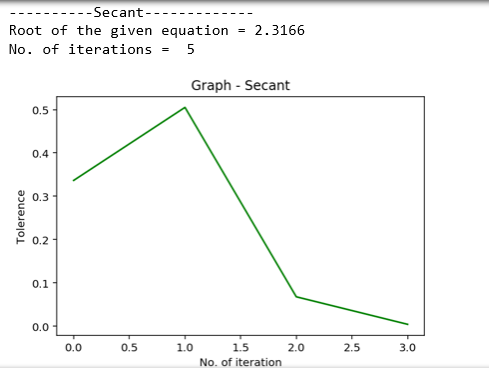 ----------Secant-------------
Root of the given equation = 2.3166
No. of iterations =  5
Graph - Secant
Tolerence
0.5
0.4
0.3
0.2
0.1
0.0
0.0 0.5 1.0 1.5 2.0 2.5 3.0
No. of iteration